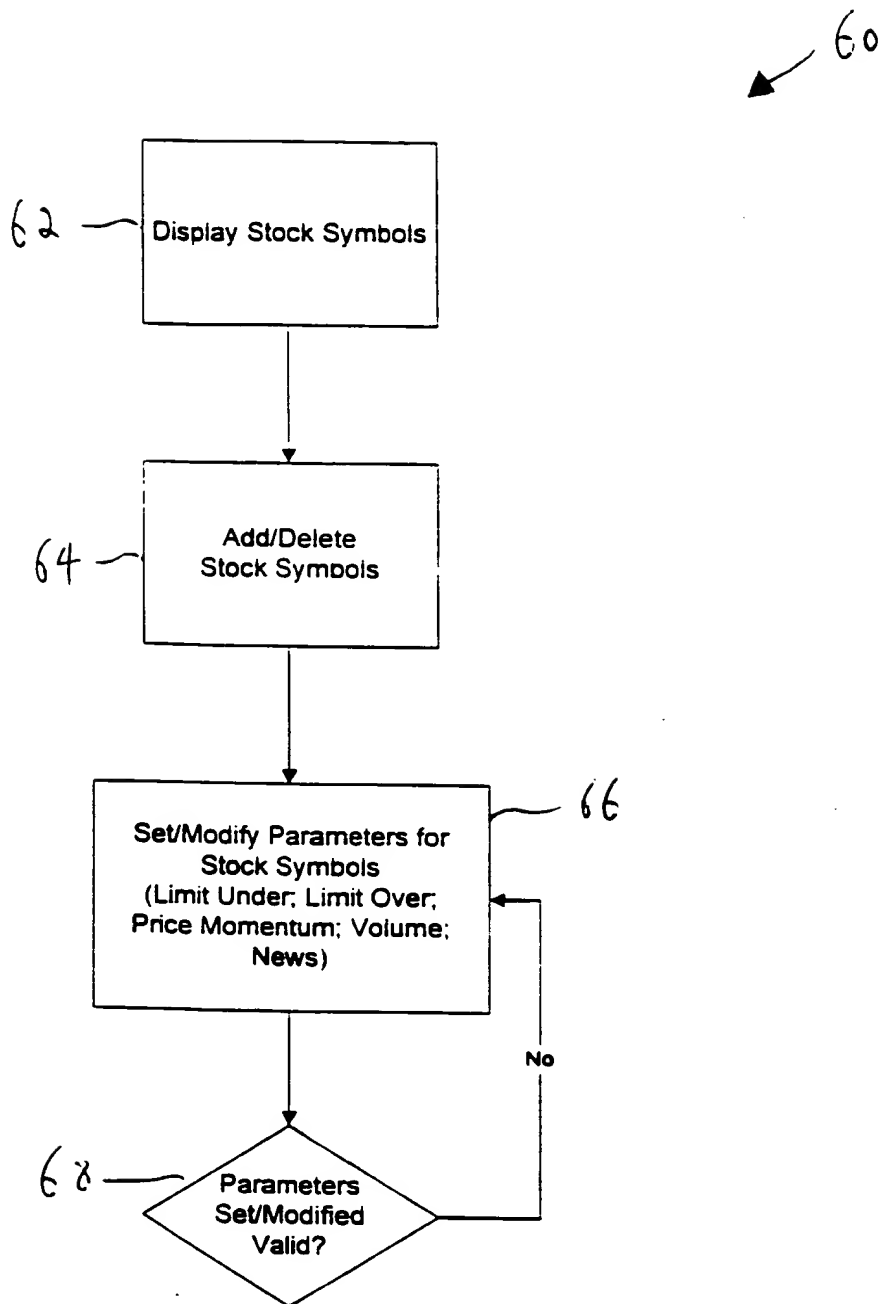 60
62
Display Stock Symbols
64
Add/Delete
Stock Symbols
66
Set/Modify Parameters for
Stock Symbols
(Limit Under; Limit Over;
Price Momentum; Volume;
News)
No
68
Parameters
Set/Modified
Valid?